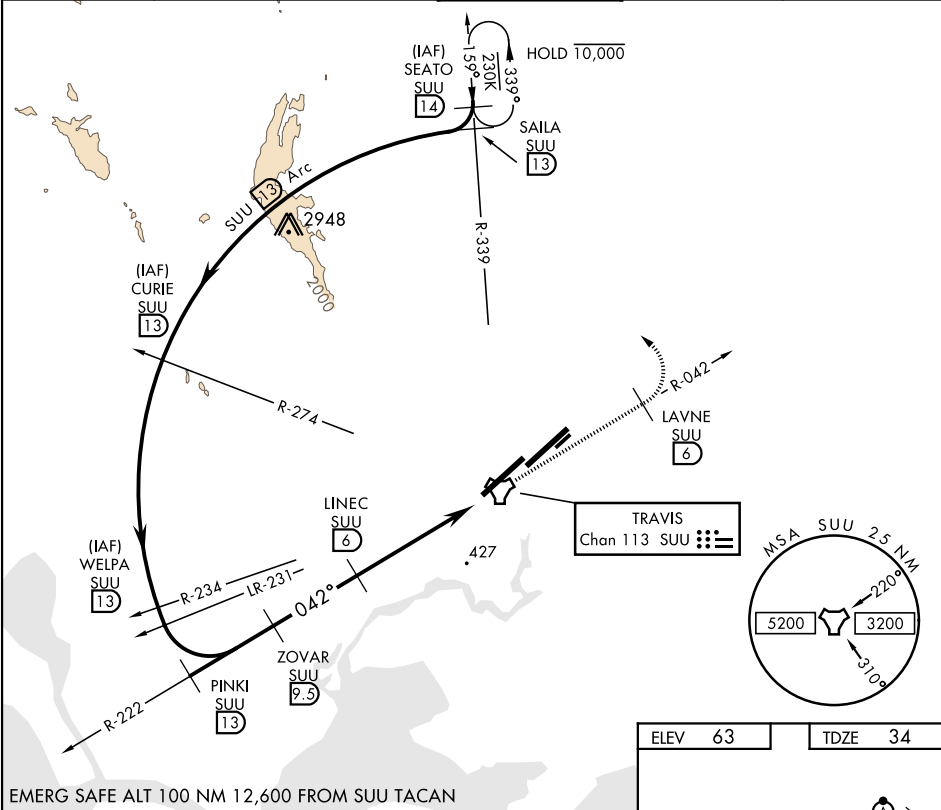 (IAF)
SEATO
SUU
14
159°
230K
339°
HOLD 10,000
SAILA
SUU
13
SUU 13 Arc
2948
2000
R-339
(IAF)
CURIE
SUU
13
R-274
R-042
LAVNE
SUU
6
LINEC
SUU
6
TRAVIS
Chan 113 SUU
427
(IAF)
WELPA
SUU
13
R-234
LR-231
042°
ZOVAR
SUU
9.5
PINKI
SUU
13
R-222
MSA SUU 25 NM
220°
5200
3200
310°
ELEV 63
TDZE 34
A
EMERG SAFE ALT 100 NM 12,600 FROM SUU TACAN